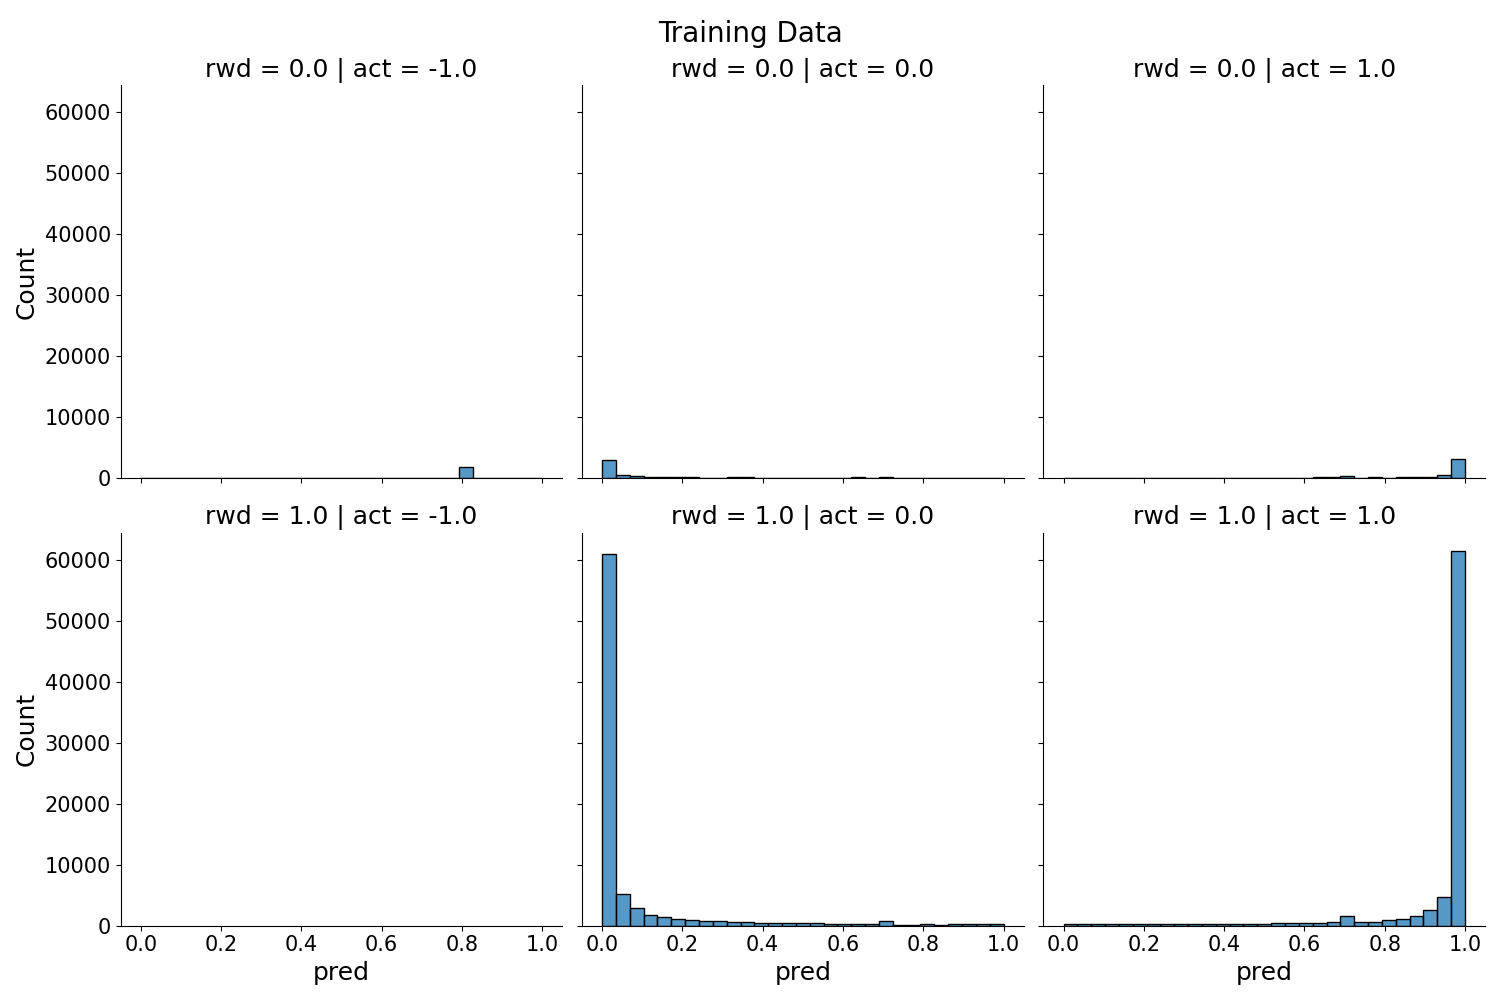 Training Data
rwd = 0.0 | act = -1.0
rwd = 0.0 | act = 0.0
rwd = 0.0 | act = 1.0
Count
60000
50000
40000
30000
20000
10000
0
rwd = 1.0 | act = -1.0
rwd = 1.0 | act = 0.0
rwd = 1.0 | act = 1.0
Count
60000
50000
40000
30000
20000
10000
0
0.0 0.2 0.4 0.6 0.8 1.0
0.0 0.2 0.4 0.6 0.8 1.0
0.0 0.2 0.4 0.6 0.8 1.0
pred
pred
pred